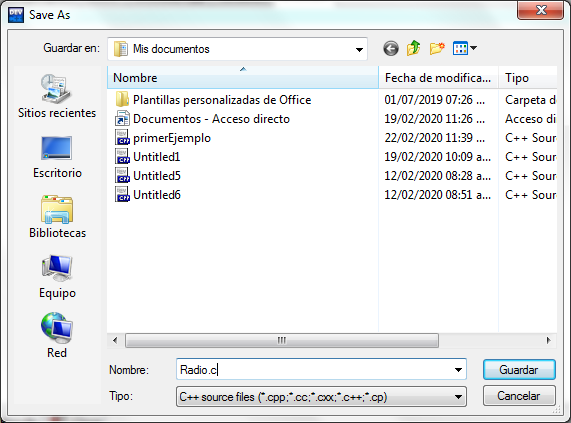 DEV Save As
Guardar en: Mis documentos
Nombre Fecha de modifica... Tipo
Plantillas personalizadas de Office 01/07/2019 07:26 ... Carpeta d
Documentos - Acceso directo 19/02/2020 11:26 ... Acceso di
primerEjemplo 22/02/2020 11:39 ... C++ Sour
Untitled1 19/02/2020 10:09 a... C++ Sour
Untitled5 12/02/2020 08:28 a... C++ Sour
Untitled6 12/02/2020 08:51 a... C++ Sour
Sitios recientes
Escritorio
Bibliotecas
Equipo
Red
Nombre: Radio.c Guardar
Tipo: C++ source files (*.cpp;*.cc;*.cxx;*.c++;*.cp) Cancelar